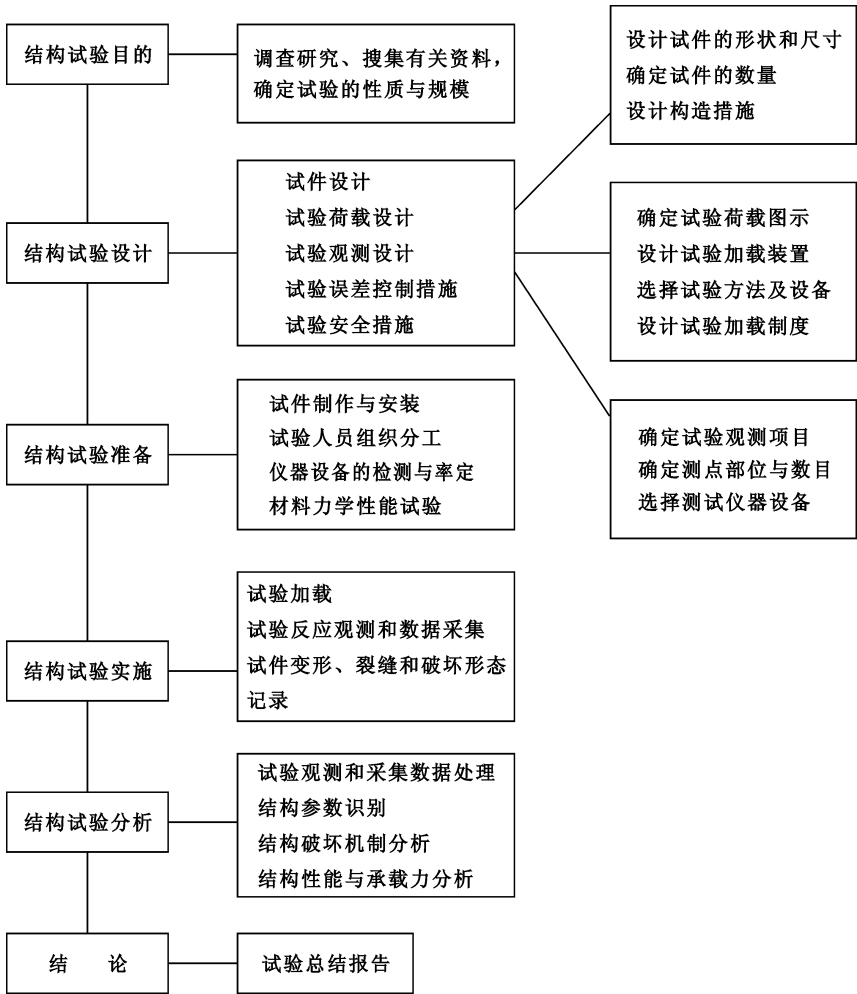 结构试验目的
调查研究、搜集有关资料，
确定试验的性质与规模
设计试件的形状和尺寸
确定试件的数量
设计构造措施
结构试验设计
试件设计
试验荷载设计
试验观测设计
试验误差控制措施
试验安全措施
确定试验荷载图示
设计试验加载装置
选择试验方法及设备
设计试验加载制度
确定试验观测项目
确定测点部位与数目
选择测试仪器设备
结构试验准备
试件制作与安装
试验人员组织分工
仪器设备的检测与率定
材料力学性能试验
结构试验实施
试验加载
试验反应观测和数据采集
试件变形、裂缝和破坏形态
记录
结构试验分析
试验观测和采集数据处理
结构参数识别
结构破坏机制分析
结构性能与承载力分析
结 论
试验总结报告